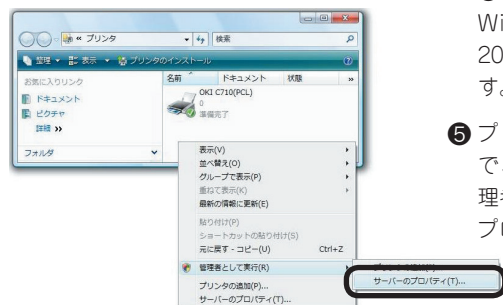 プリンタ
検索
整理
表示
プリンタのインストール
お気に入りリンク
ドキュメント
ピクチャ
詳細 >>
フォルダ
名前 ドキュメント 状態 >>
OKI C710(PCL)
0
準備完了
表示(V)
並べ替え(O)
グループで表示(P)
重ねて表示(K)
最新の情報に更新(E)
貼り付け(P)
ショートカットの貼り付け(S)
元に戻す - コピー(U) Ctrl+Z
管理者として実行(R)
プリンタの追加(P)...
サーバーのプロパティ(T)...
サーバーのプロパティ(T)...
Wi
20
す。
❺ プ
で
理
プ